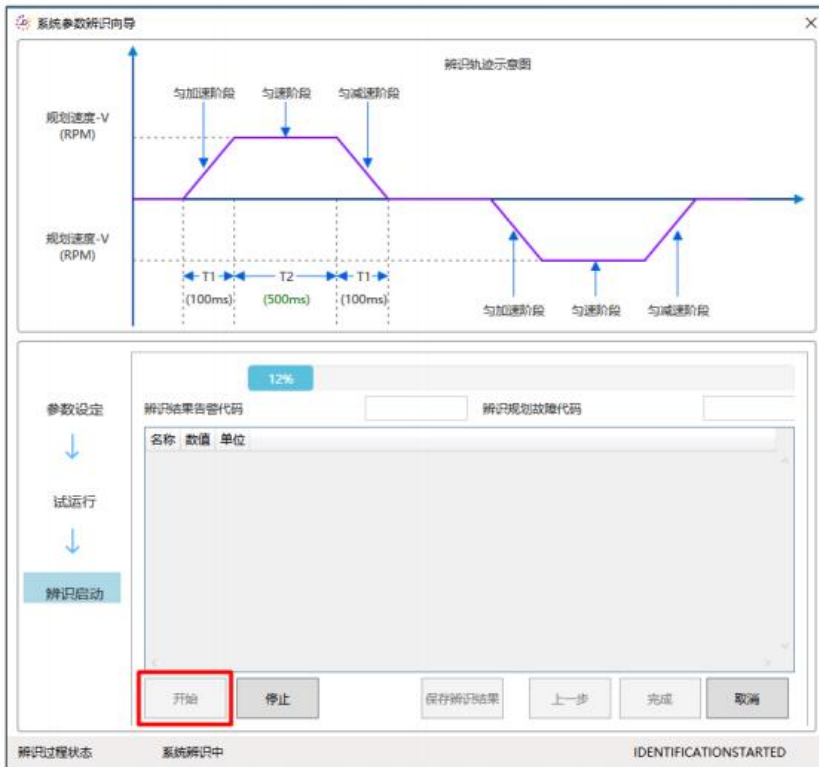 系统参数辨识向导
辨识轨迹示意图
匀加速阶段 匀速阶段 匀减速阶段
规划速度-V
(RPM)
规划速度-V
(RPM)
T1 T2 T1
(100ms) (500ms) (100ms)
匀加速阶段 匀速阶段 匀减速阶段
12%
参数设定
试运行
辨识启动
辨识结果告警代码 辨识规划故障代码
名称 数值 单位
开始 停止 保存辨识结果 上一步 完成 取消
辨识过程状态 系统辨识中 IDENTIFICATIONSTARTED